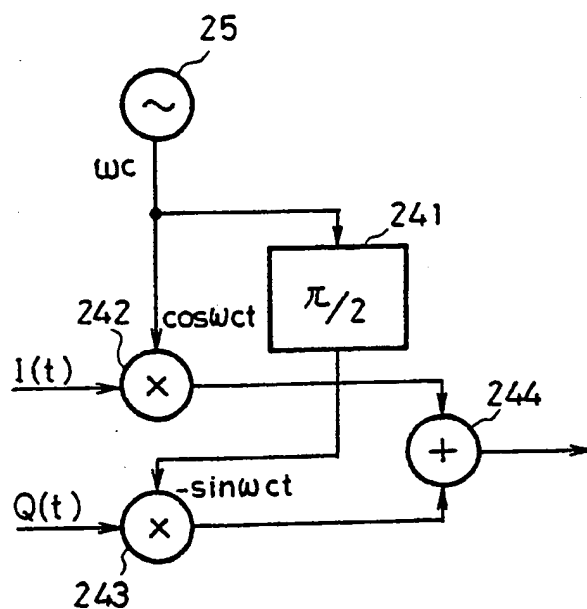 25
~
ωc
241
π/2
242
cosωct
I(t)
×
244
+
-sinωct
Q(t)
×
243